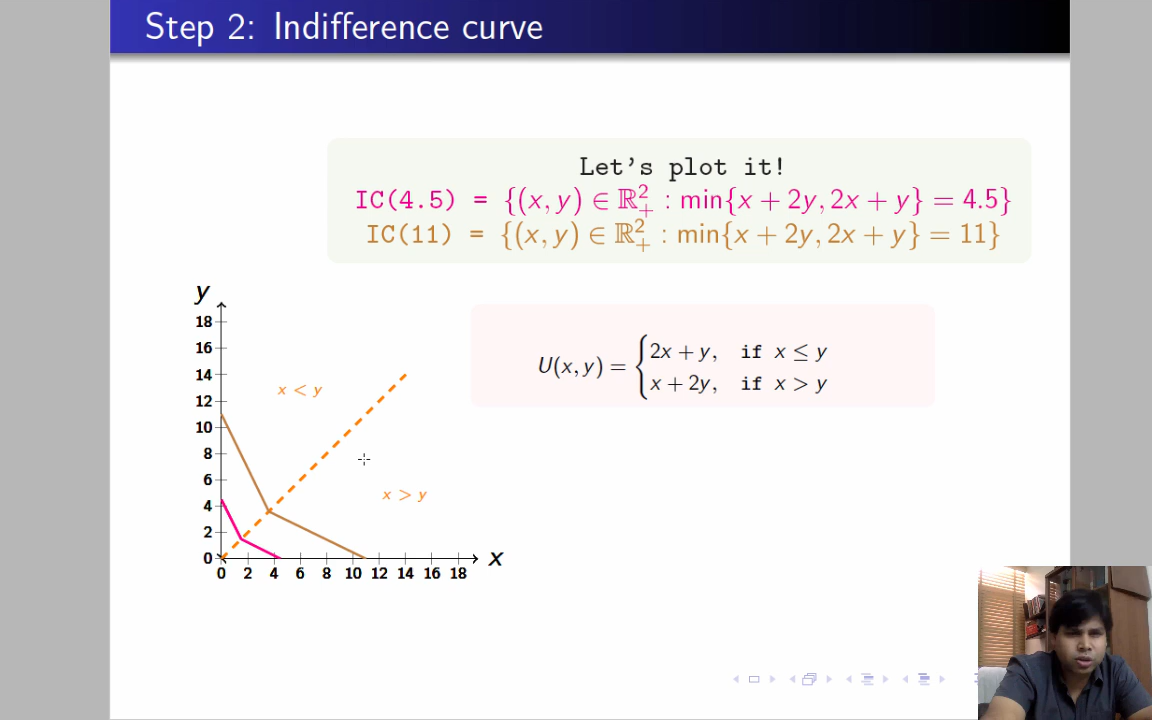 Step 2: Indifference curve
Let's plot it!
IC(4.5) = {(x, y) ∈ ℝ²₊ : min{x + 2y, 2x + y} = 4.5}
IC(11) = {(x, y) ∈ ℝ²₊ : min{x + 2y, 2x + y} = 11}
U(x, y) = { 2x + y, if x ≤ y
x + 2y, if x > y
y
18
16
14
12
10
8
6
4
2
0
x < y
x > y
x
0 2 4 6 8 10 12 14 16 18